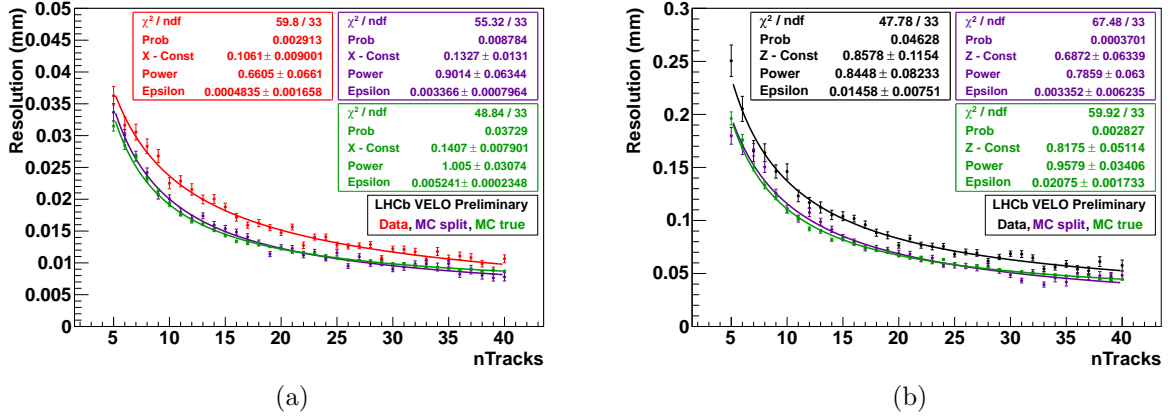 Resolution (mm)
0.05
0.045
0.04
0.035
0.03
0.025
0.02
0.015
0.01
0.005
0
χ² / ndf 59.8 / 33
Prob 0.002913
X - Const 0.1061 ± 0.009001
Power 0.6605 ± 0.0661
Epsilon 0.0004835 ± 0.001658
χ² / ndf 55.32 / 33
Prob 0.008784
X - Const 0.1327 ± 0.0131
Power 0.9014 ± 0.06344
Epsilon 0.003366 ± 0.0007964
χ² / ndf 48.84 / 33
Prob 0.03729
X - Const 0.1407 ± 0.007901
Power 1.005 ± 0.03074
Epsilon 0.005241 ± 0.0002348
LHCb VELO Preliminary
Data, MC split, MC true
5 10 15 20 25 30 35 40
nTracks
(a)
Resolution (mm)
0.3
0.25
0.2
0.15
0.1
0.05
0
χ² / ndf 47.78 / 33
Prob 0.04628
Z - Const 0.8578 ± 0.1154
Power 0.8448 ± 0.08233
Epsilon 0.01458 ± 0.00751
χ² / ndf 67.48 / 33
Prob 0.0003701
Z - Const 0.6872 ± 0.06339
Power 0.7859 ± 0.063
Epsilon 0.003352 ± 0.006235
χ² / ndf 59.92 / 33
Prob 0.002827
Z - Const 0.8175 ± 0.05114
Power 0.9579 ± 0.03406
Epsilon 0.02075 ± 0.001733
LHCb VELO Preliminary
Data, MC split, MC true
5 10 15 20 25 30 35 40
nTracks
(b)